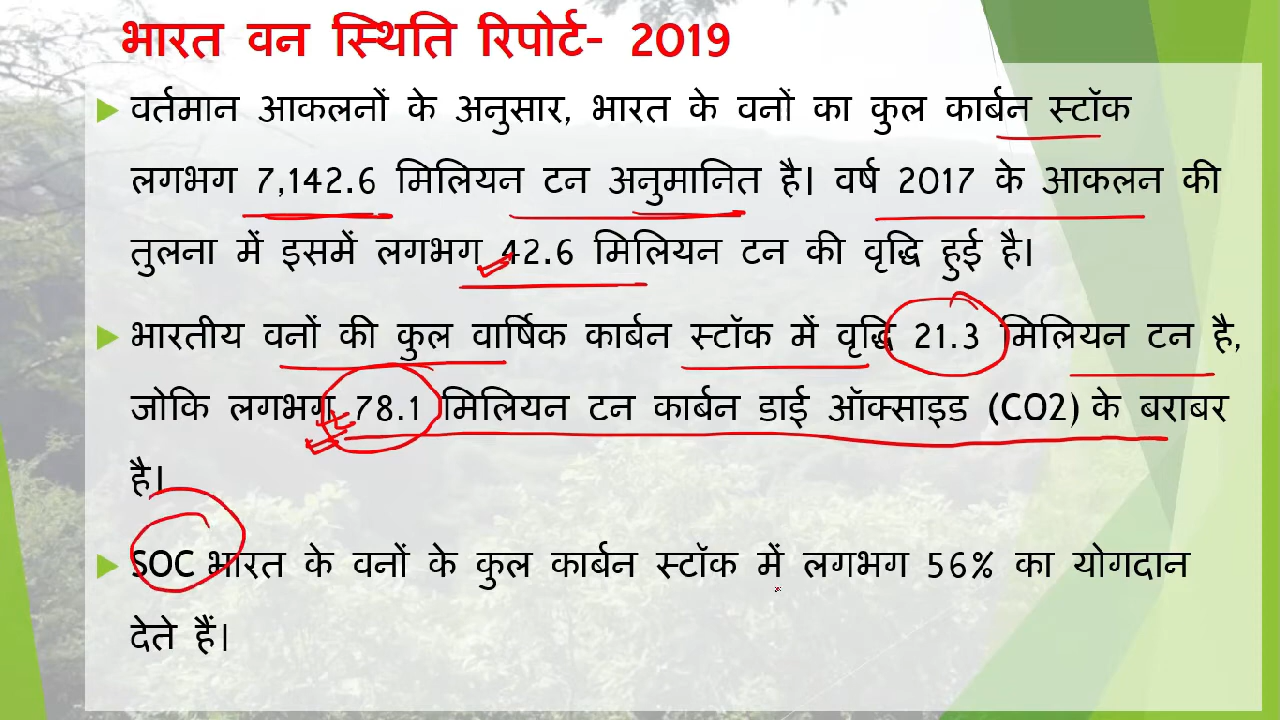 भारत वन स्थिति रिपोर्ट- 2019
वर्तमान आकलनों के अनुसार, भारत के वनों का कुल कार्बन स्टॉक
लगभग 7,142.6 मिलियन टन अनुमानित है। वर्ष 2017 के आकलन की
तुलना में इसमें लगभग 42.6 मिलियन टन की वृद्धि हुई है।
भारतीय वनों की कुल वार्षिक कार्बन स्टॉक में वृद्धि 21.3 मिलियन टन है,
जोकि लगभग 78.1 मिलियन टन कार्बन डाई ऑक्साइड (CO2) के बराबर
है।
SOC भारत के वनों के कुल कार्बन स्टॉक में लगभग 56% का योगदान
देते हैं।